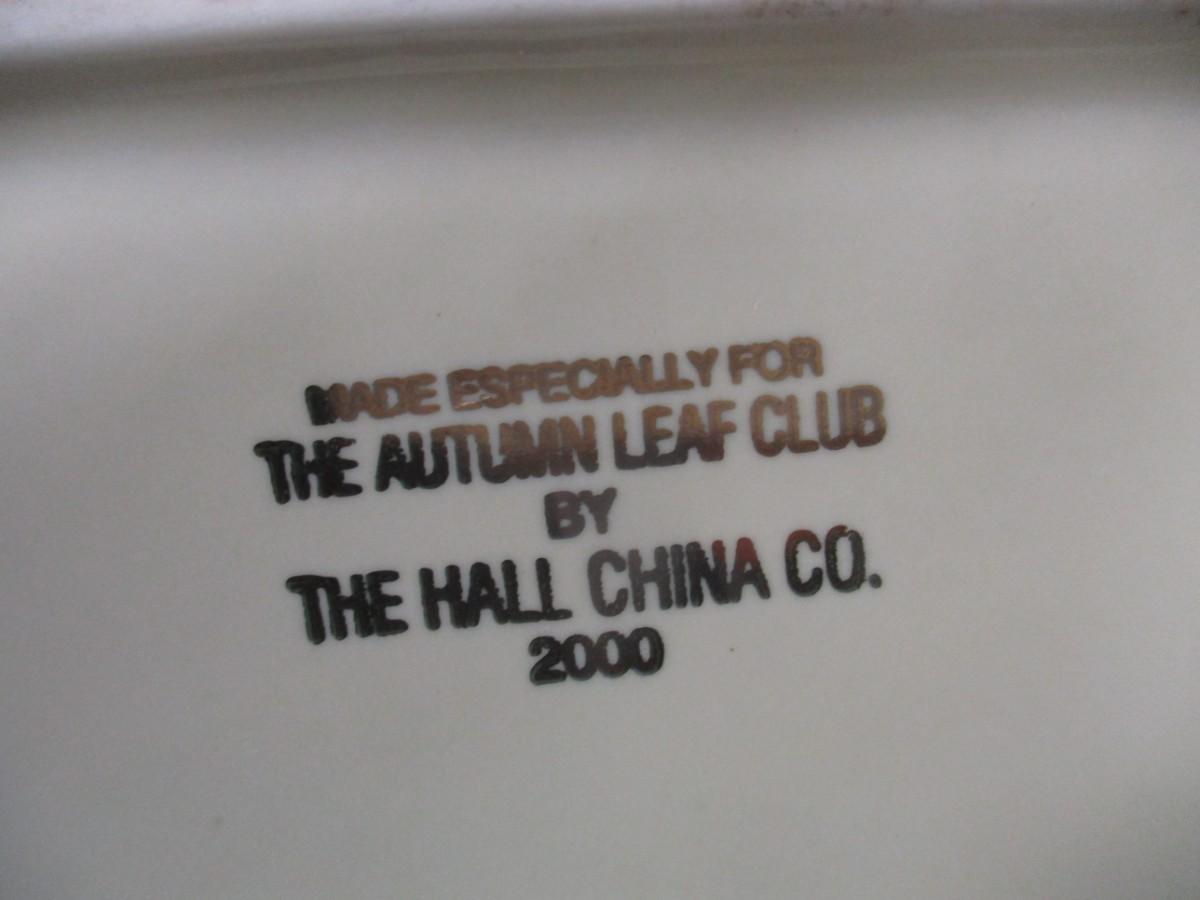 MADE ESPECIALLY FOR
THE AUTUMN LEAF CLUB
BY
THE HALL CHINA CO.
2000